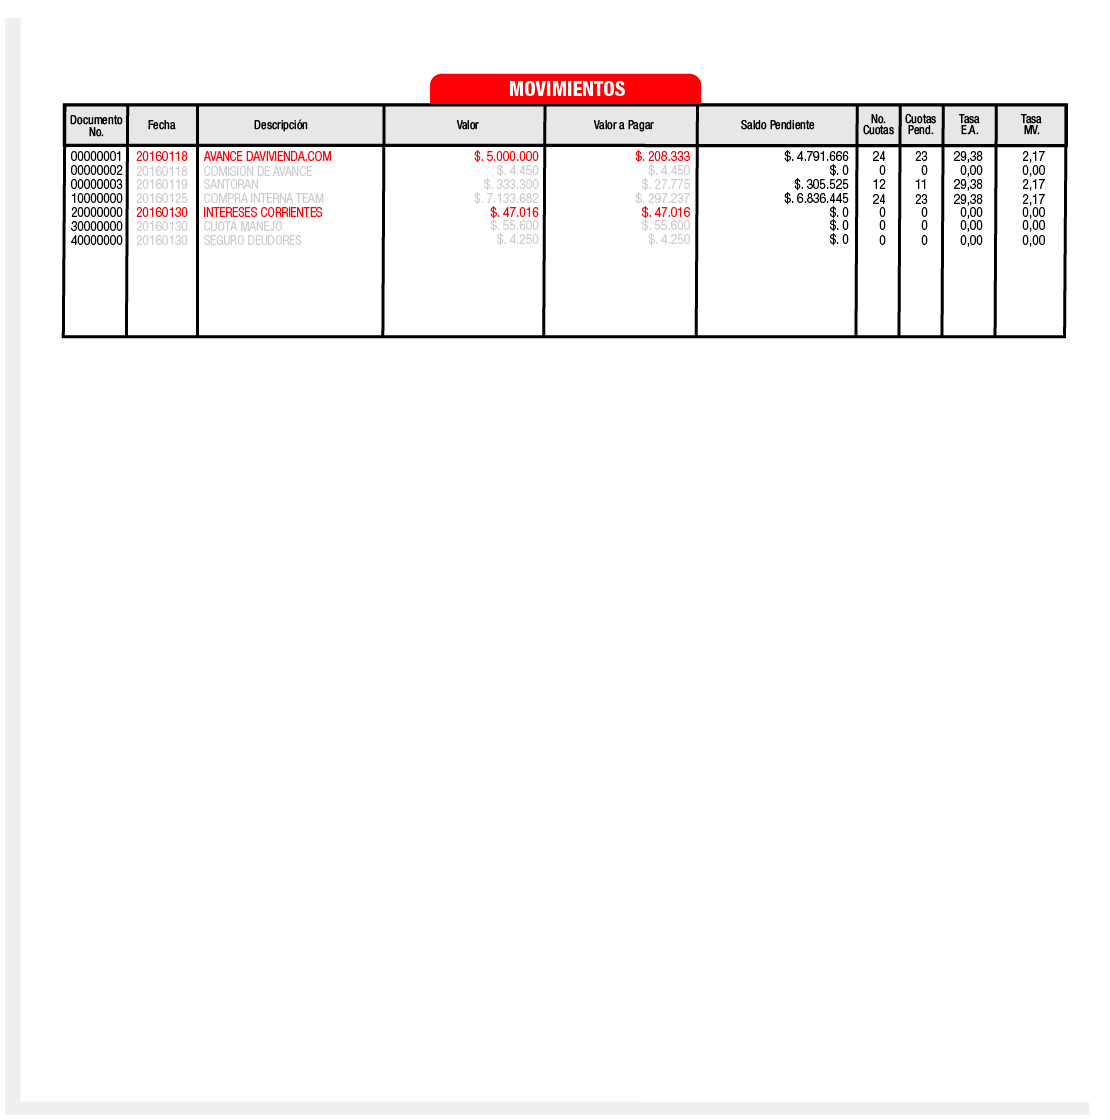 MOVIMIENTOS
Documento No. Fecha Descripción Valor Valor a Pagar Saldo Pendiente No. Cuotas Cuotas Pend. Tasa E.A. Tasa MV.
00000001 20160118 AVANCE DAVIVIENDA.COM $. 5.000.000 $. 208.333 $. 4.791.666 24 23 29,38 2,17
00000002 20160118 COMISION DE AVANCE $. 4.450 $. 4.450 $. 0 0 0 0,00 0,00
00000003 20160119 SANTORAN $. 333.300 $. 27.775 $. 305.525 12 11 29,38 2,17
10000000 20160125 COMPRA INTERNA TEAM $. 7.133.682 $. 297.237 $. 6.836.445 24 23 29,38 2,17
20000000 20160130 INTERESES CORRIENTES $. 47.016 $. 47.016 $. 0 0 0 0,00 0,00
30000000 20160130 CUOTA MANEJO $. 55.600 $. 55.600 $. 0 0 0 0,00 0,00
40000000 20160130 SEGURO DEUDORES $. 4.250 $. 4.250 $. 0 0 0 0,00 0,00